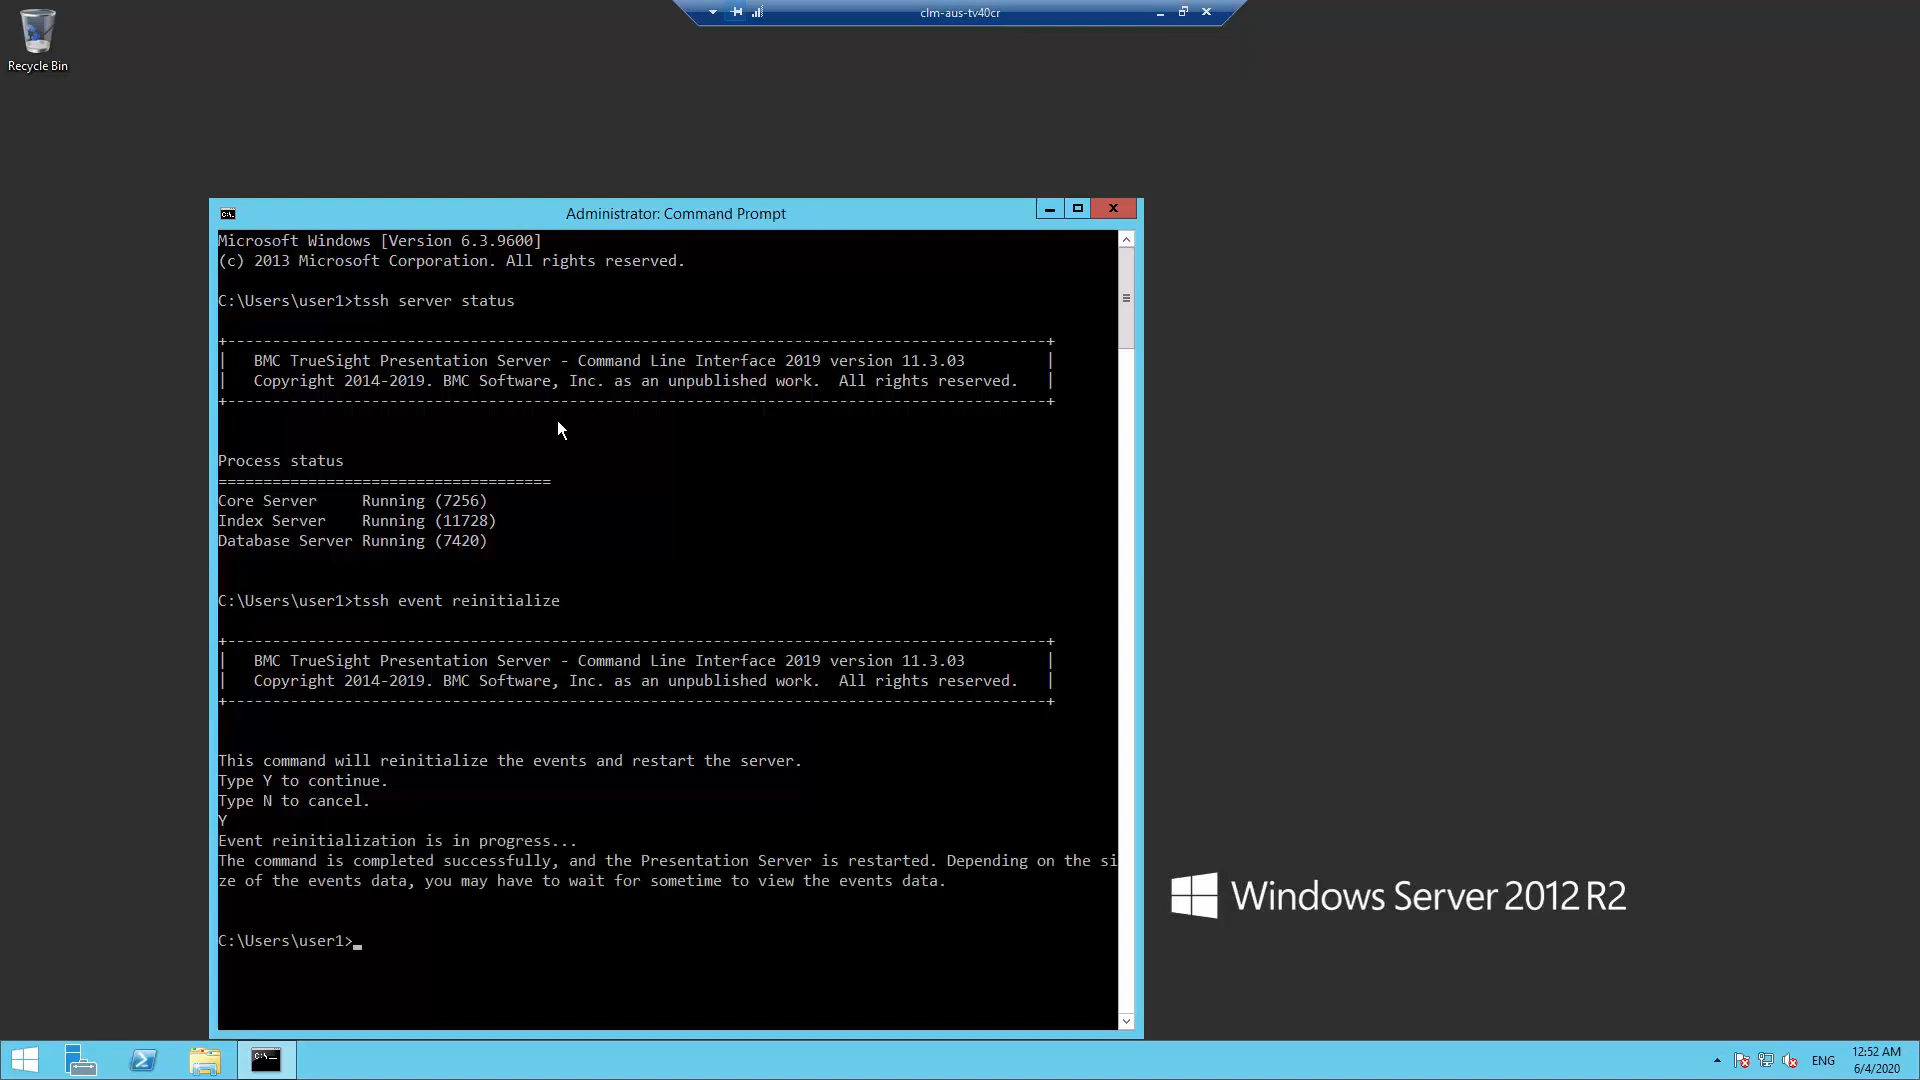 clm-aus-tv40cr
Recycle Bin
Administrator: Command Prompt
Microsoft Windows [Version 6.3.9600]
(c) 2013 Microsoft Corporation. All rights reserved.
C:\Users\user1>tssh server status
+-------------------------------------------------------------------------------------------+
|   BMC TrueSight Presentation Server - Command Line Interface 2019 version 11.3.03         |
|   Copyright 2014-2019. BMC Software, Inc. as an unpublished work.  All rights reserved.   |
+-------------------------------------------------------------------------------------------+
Process status
=====================================
Core Server     Running (7256)
Index Server    Running (11728)
Database Server Running (7420)
C:\Users\user1>tssh event reinitialize
+-------------------------------------------------------------------------------------------+
|   BMC TrueSight Presentation Server - Command Line Interface 2019 version 11.3.03         |
|   Copyright 2014-2019. BMC Software, Inc. as an unpublished work.  All rights reserved.   |
+-------------------------------------------------------------------------------------------+
This command will reinitialize the events and restart the server.
Type Y to continue.
Type N to cancel.
Y
Event reinitialization is in progress...
The command is completed successfully, and the Presentation Server is restarted. Depending on the si
ze of the events data, you may have to wait for sometime to view the events data.
C:\Users\user1>_
Windows Server 2012 R2
ENG
12:52 AM
6/4/2020